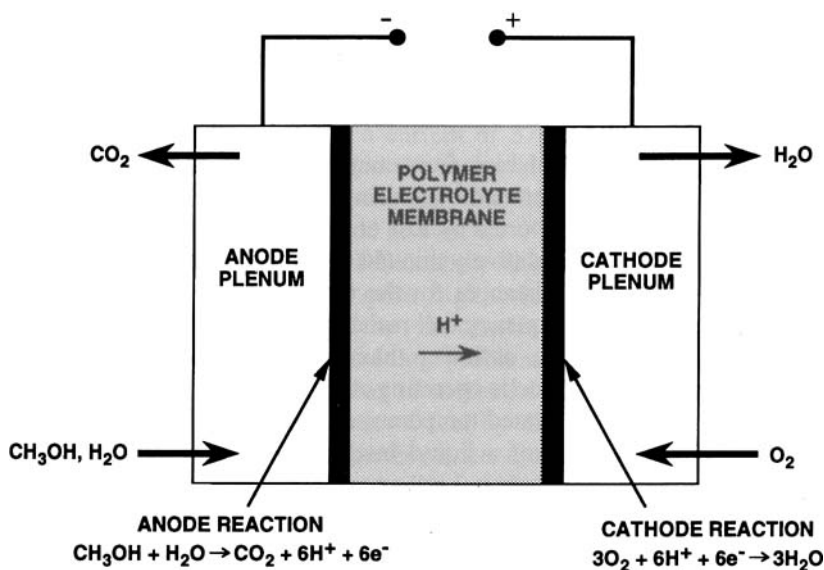 - +
CO₂
H₂O
POLYMER
ELECTROLYTE
MEMBRANE
ANODE
PLENUM
CATHODE
PLENUM
H⁺
CH₃OH, H₂O
O₂
ANODE REACTION
CH₃OH + H₂O → CO₂ + 6H⁺ + 6e⁻
CATHODE REACTION
3O₂ + 6H⁺ + 6e⁻ → 3H₂O